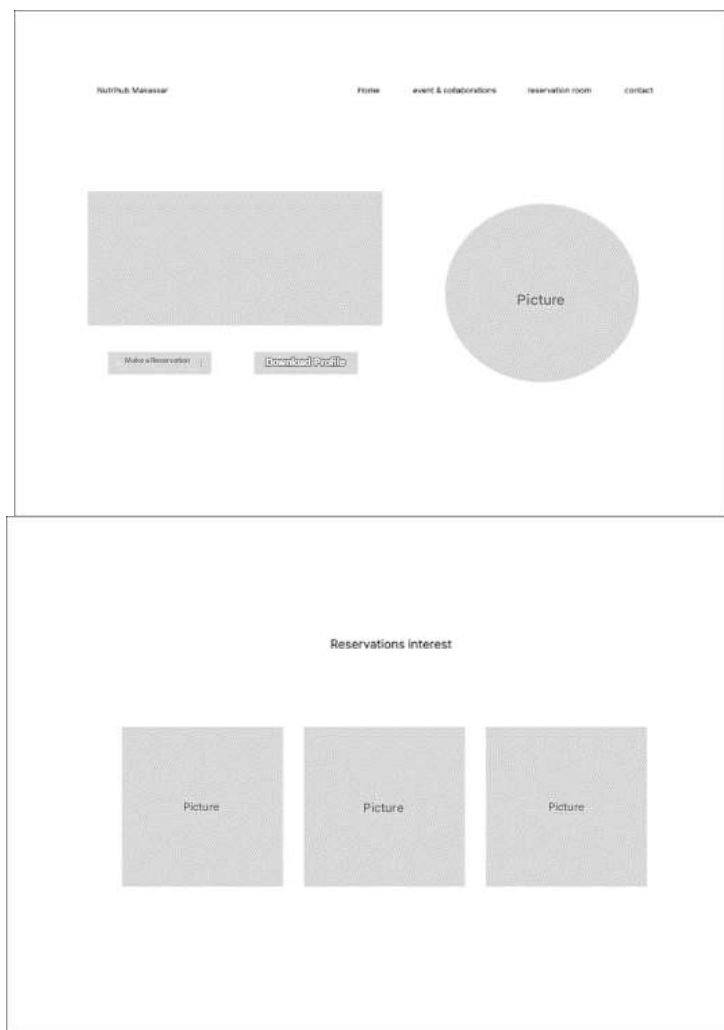 Nutrihub Makassar
Home event & collaborations reservation room contact
Picture
Make a Reservation
Download Profile
Reservations interest
Picture Picture Picture